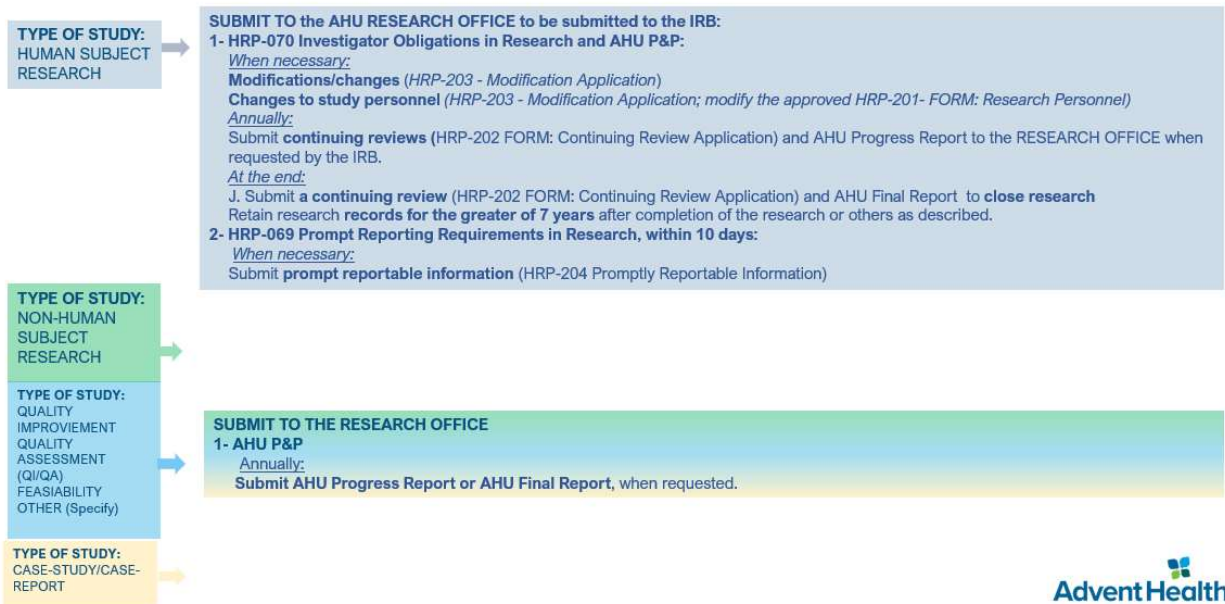 TYPE OF STUDY:
HUMAN SUBJECT
RESEARCH
SUBMIT TO the AHU RESEARCH OFFICE to be submitted to the IRB:
1- HRP-070 Investigator Obligations in Research and AHU P&P:
When necessary:
Modifications/changes (HRP-203 - Modification Application)
Changes to study personnel (HRP-203 - Modification Application; modify the approved HRP-201- FORM: Research Personnel)
Annually:
Submit continuing reviews (HRP-202 FORM: Continuing Review Application) and AHU Progress Report to the RESEARCH OFFICE when
requested by the IRB.
At the end:
J. Submit a continuing review (HRP-202 FORM: Continuing Review Application) and AHU Final Report to close research
Retain research records for the greater of 7 years after completion of the research or others as described.
2- HRP-069 Prompt Reporting Requirements in Research, within 10 days:
When necessary:
Submit prompt reportable information (HRP-204 Promptly Reportable Information)
TYPE OF STUDY:
NON-HUMAN
SUBJECT
RESEARCH
TYPE OF STUDY:
QUALITY
IMPROVIEMENT
QUALITY
ASSESSMENT
(QI/QA)
FEASIABILITY
OTHER (Specify)
SUBMIT TO THE RESEARCH OFFICE
1- AHU P&P
Annually:
Submit AHU Progress Report or AHU Final Report, when requested.
TYPE OF STUDY:
CASE-STUDY/CASE-
REPORT
Advent Health